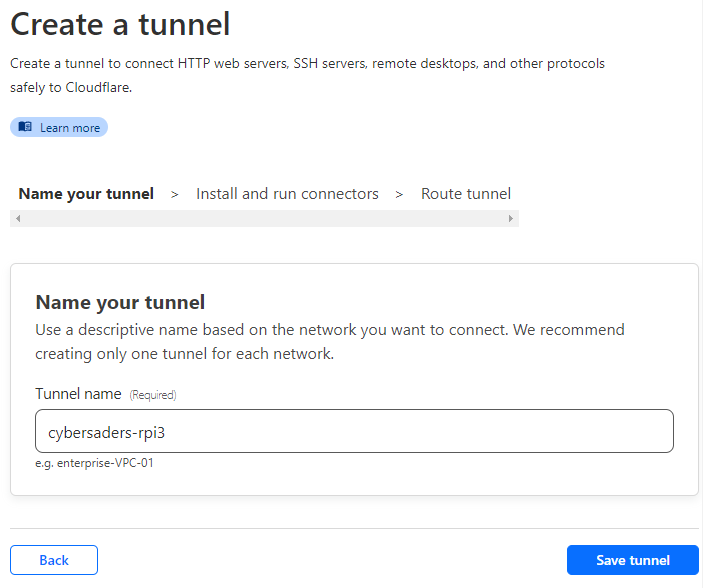 Create a tunnel
Create a tunnel to connect HTTP web servers, SSH servers, remote desktops, and other protocols
safely to Cloudflare.
Learn more
Name your tunnel > Install and run connectors > Route tunnel
Name your tunnel
Use a descriptive name based on the network you want to connect. We recommend
creating only one tunnel for each network.
Tunnel name (Required)
cybersaders-rpi3
e.g. enterprise-VPC-01
Back
Save tunnel